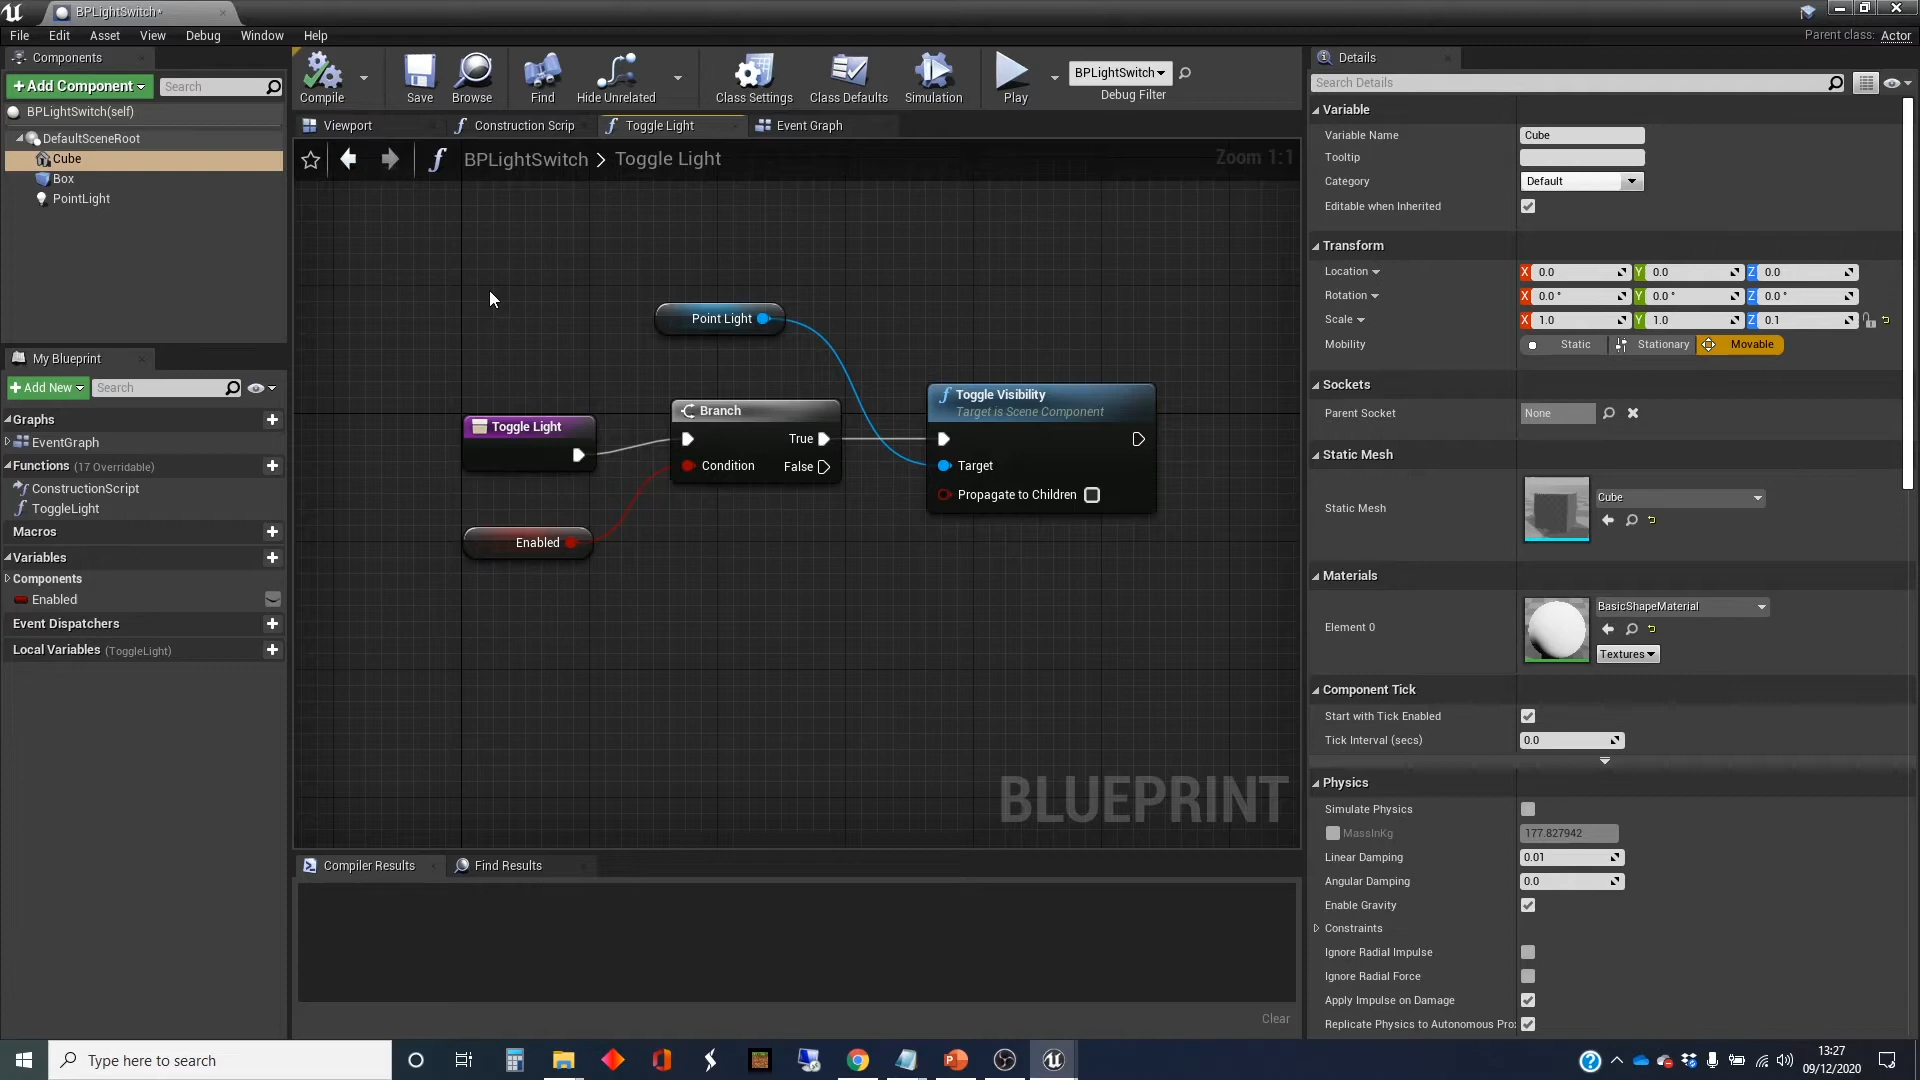 BPLightSwitch*
File Edit Asset View Debug Window Help
Parent class: Actor
Components
+Add Component
Search
BPLightSwitch(self)
DefaultSceneRoot
Cube
Box
PointLight
My Blueprint
+Add New
Search
Graphs
EventGraph
Functions (17 Overridable)
ConstructionScript
ToggleLight
Macros
Variables
Components
Enabled
Event Dispatchers
Local Variables (ToggleLight)
Compile
Save
Browse
Find
Hide Unrelated
Class Settings
Class Defaults
Simulation
Play
BPLightSwitch
Debug Filter
Viewport
Construction Scrip
Toggle Light
Event Graph
BPLightSwitch > Toggle Light
Zoom 1:1
Point Light
Toggle Light
Branch
True
Condition
False
Toggle Visibility
Target is Scene Component
Target
Propagate to Children
Enabled
BLUEPRINT
Compiler Results
Find Results
Clear
Details
Search Details
Variable
Variable Name Cube
Tooltip
Category Default
Editable when Inherited
Transform
Location X 0.0 Y 0.0 Z 0.0
Rotation X 0.0 ° Y 0.0 ° Z 0.0 °
Scale X 1.0 Y 1.0 Z 0.1
Mobility Static Stationary Movable
Sockets
Parent Socket None
Static Mesh
Static Mesh Cube
Materials
Element 0 BasicShapeMaterial
Textures
Component Tick
Start with Tick Enabled
Tick Interval (secs) 0.0
Physics
Simulate Physics
MassInKg 177.827942
Linear Damping 0.01
Angular Damping 0.0
Enable Gravity
Constraints
Ignore Radial Impulse
Ignore Radial Force
Apply Impulse on Damage
Replicate Physics to Autonomous Pro
Type here to search
13:27
09/12/2020